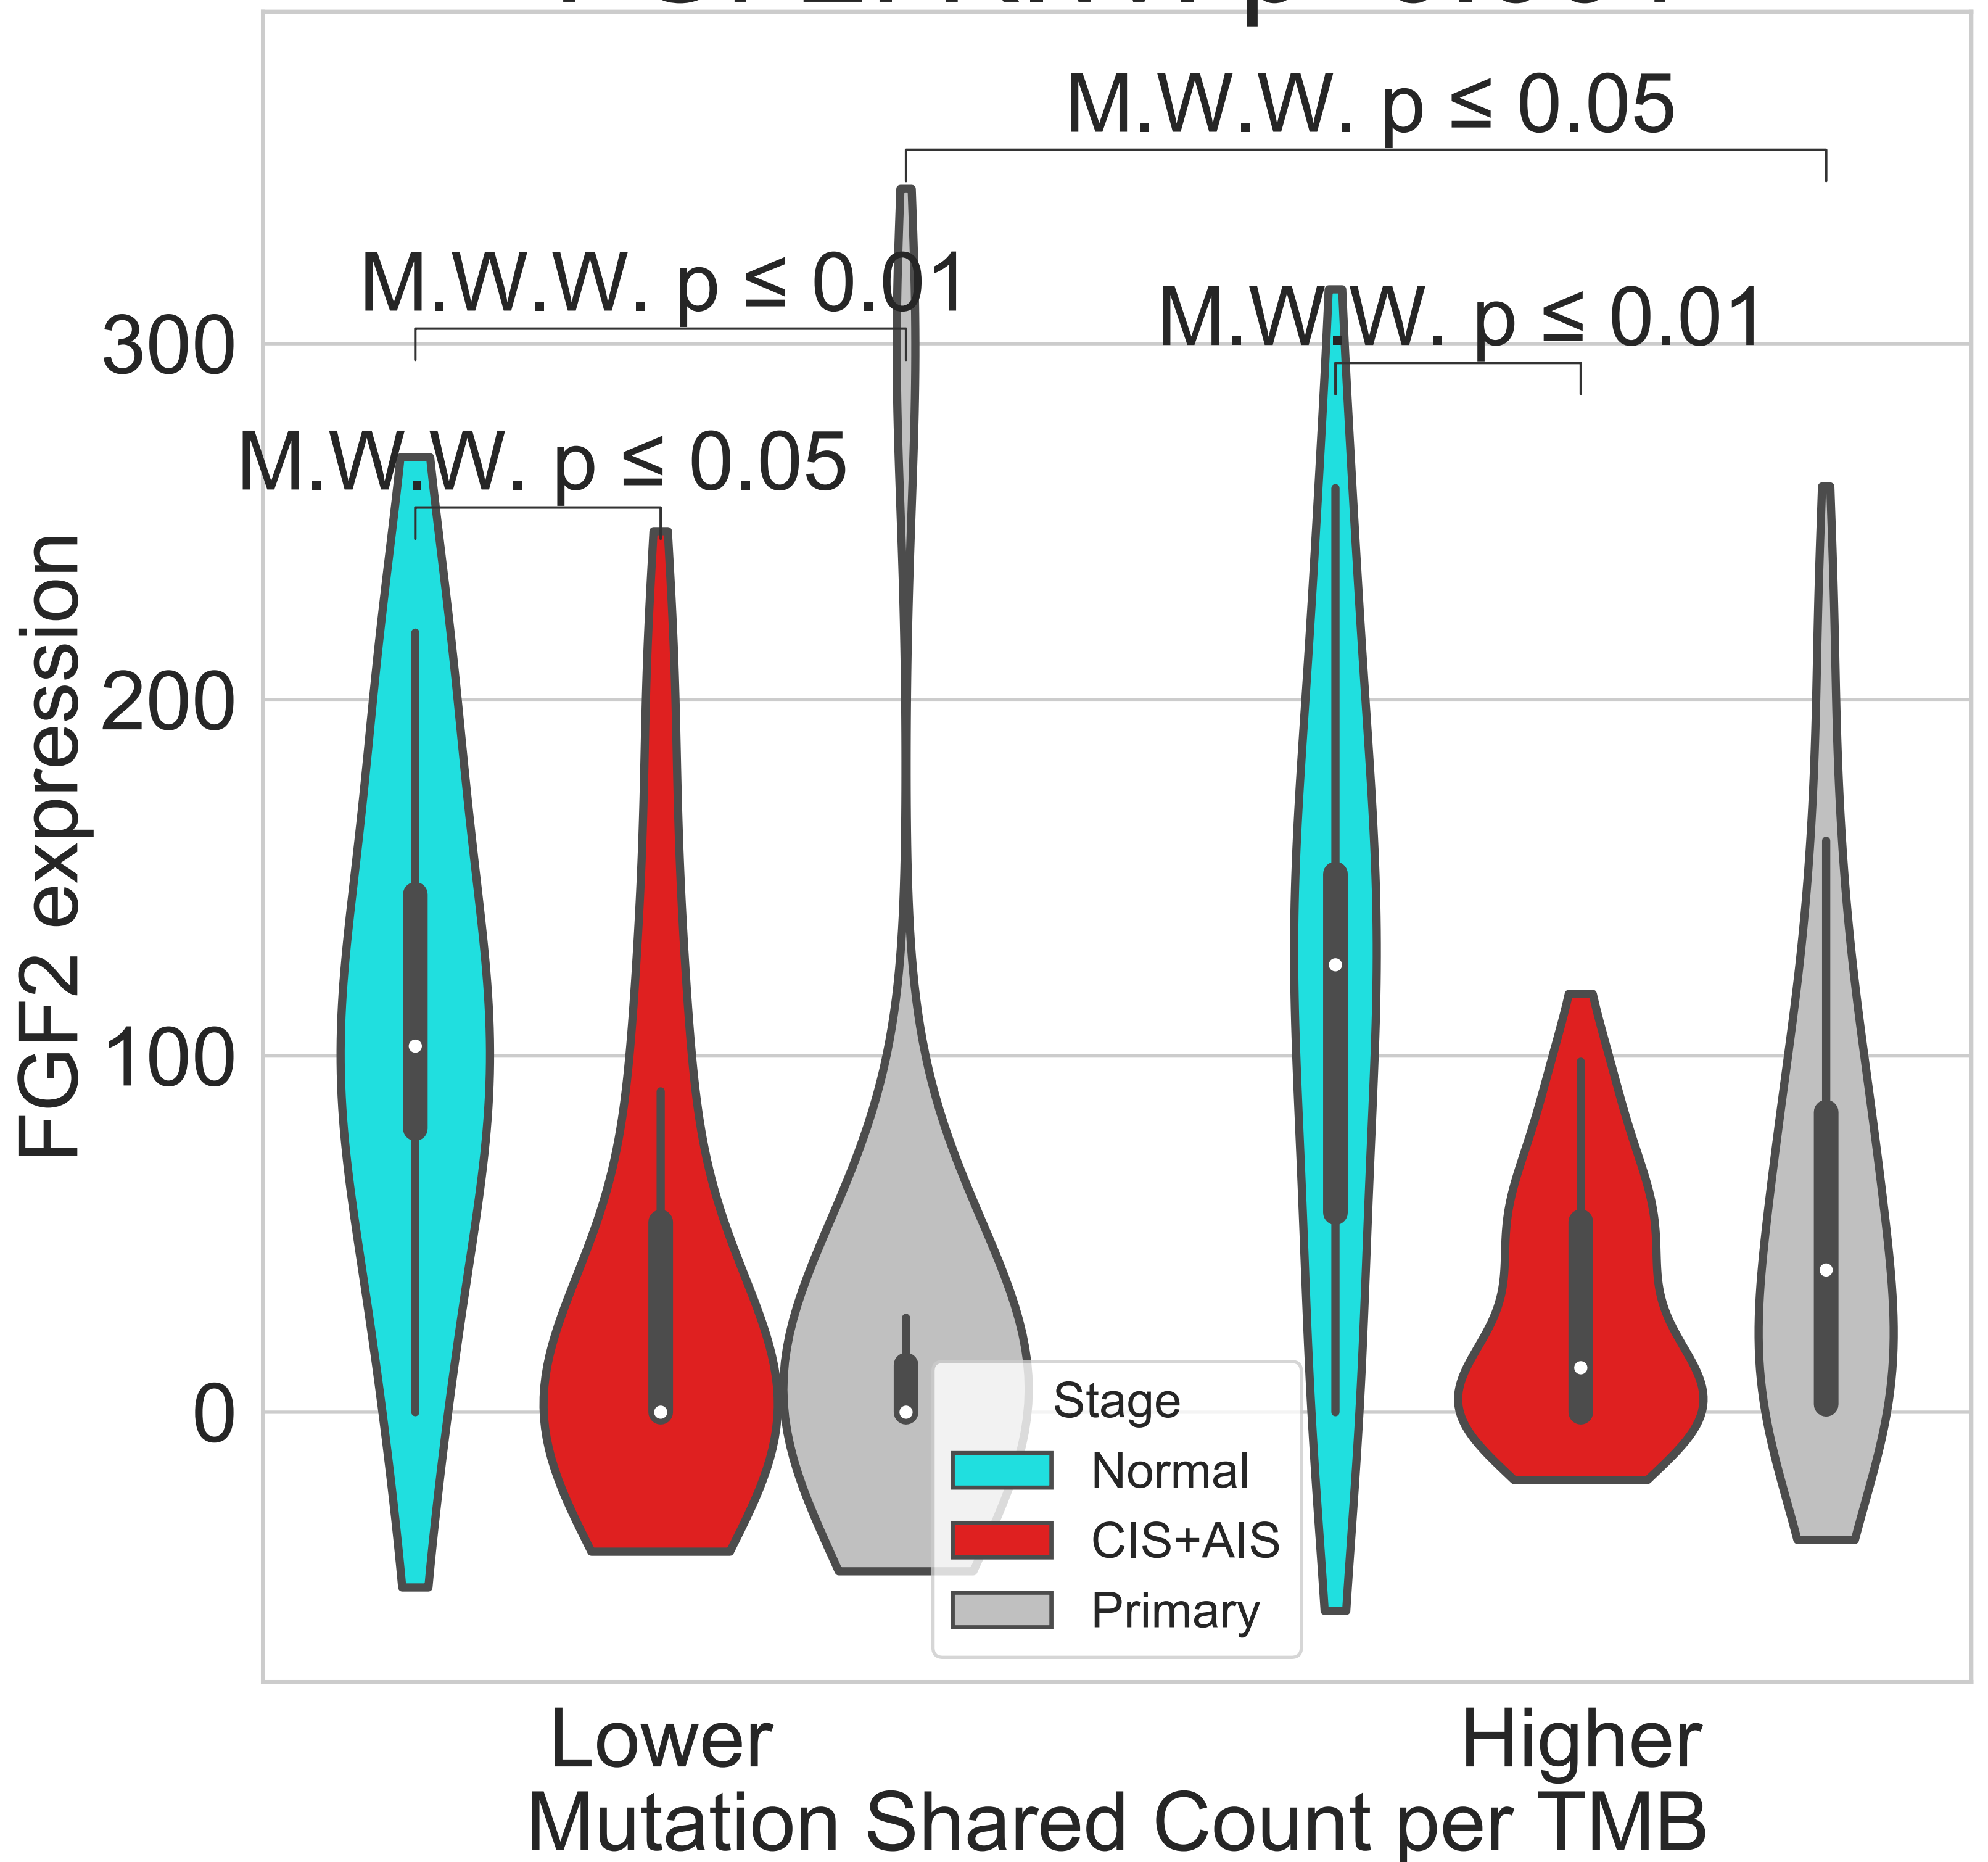 M.W.W. p ≤ 0.05
M.W.W. p ≤ 0.01
M.W.W. p ≤ 0.01
M.W.W. p ≤ 0.05
300
200
100
0
FGF2 expression
Stage
Normal
CIS+AIS
Primary
Lower
Higher
Mutation Shared Count per TMB